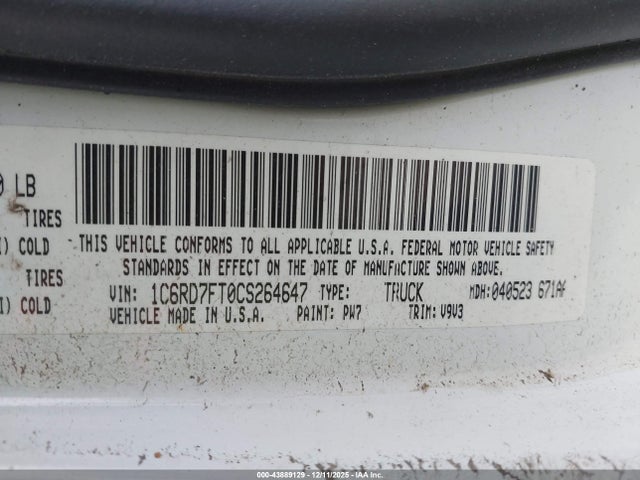 0 LB
TIRES
) COLD
TIRES
) COLD
THIS VEHICLE CONFORMS TO ALL APPLICABLE U.S.A. FEDERAL MOTOR VEHICLE SAFETY
STANDARDS IN EFFECT ON THE DATE OF MANUFACTURE SHOWN ABOVE.
VIN: 1C6RD7FT0CS264647 TYPE: TRUCK MDH: 040523 671AF
VEHICLE MADE IN U.S.A. PAINT: PW7 TRIM: V9V3
000-43889129 - 12/11/2025 - IAA Inc.